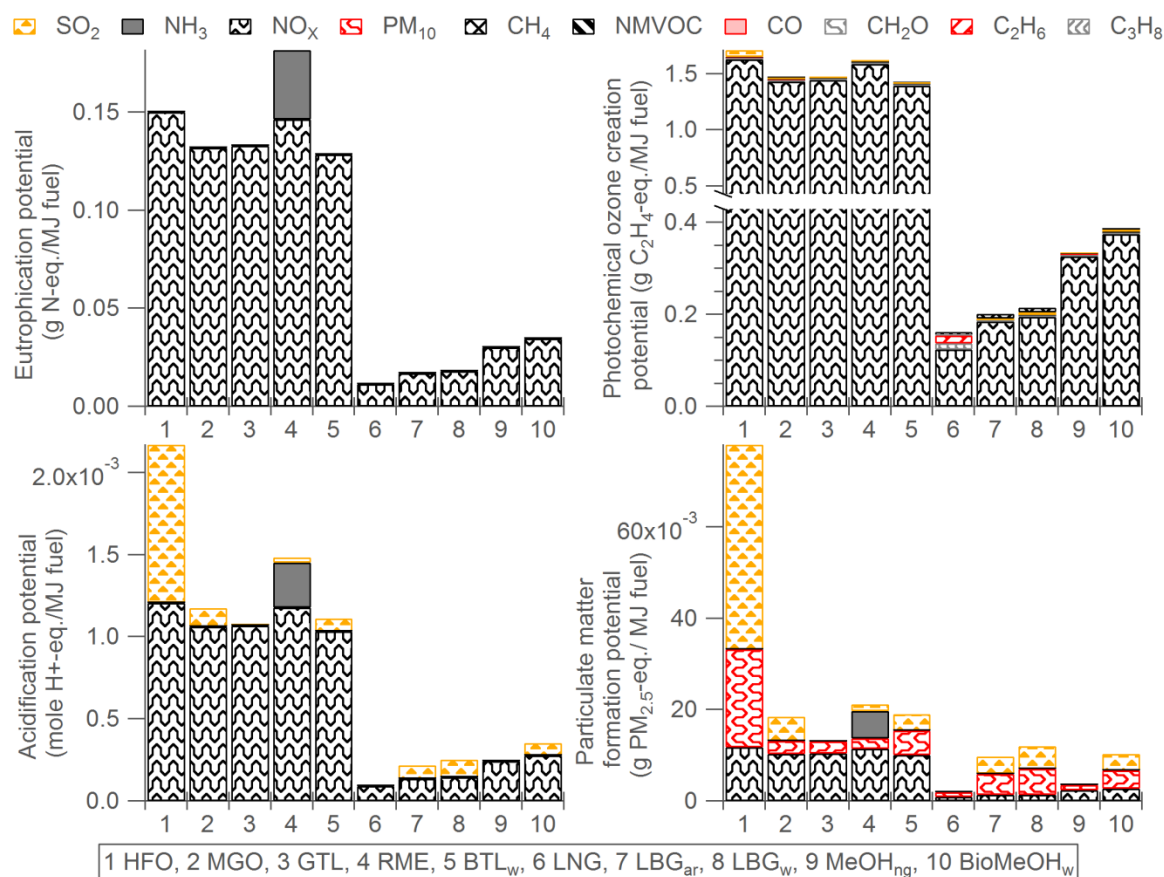 SO2 NH3 NOX PM10 CH4 NMVOC CO CH2O C2H6 C3H8
Eutrophication potential
(g N-eq./MJ fuel)
0.15
0.10
0.05
0.00
1 2 3 4 5 6 7 8 9 10
Photochemical ozone creation
potential (g C2H4-eq./MJ fuel)
1.5
1.0
0.5
0.4
0.2
0.0
1 2 3 4 5 6 7 8 9 10
Acidification potential
(mole H+-eq./MJ fuel)
2.0x10-3
1.5
1.0
0.5
0.0
1 2 3 4 5 6 7 8 9 10
Particulate matter
formation potential
(g PM2.5-eq./ MJ fuel)
60x10-3
40
20
0
1 2 3 4 5 6 7 8 9 10
1 HFO, 2 MGO, 3 GTL, 4 RME, 5 BTLw, 6 LNG, 7 LBGar, 8 LBGw, 9 MeOHng, 10 BioMeOHw